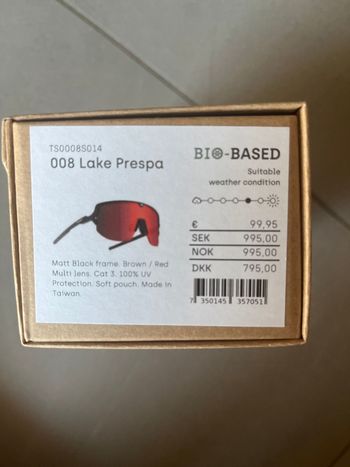 TS0008S014
008 Lake Prespa
BIO-BASED
Suitable
weather condition
€ 99,95
SEK 995,00
NOK 995,00
DKK 795,00
Matt Black frame. Brown / Red
Multi lens. Cat 3. 100% UV
Protection. Soft pouch. Made In
Taiwan.
7 350145 357051